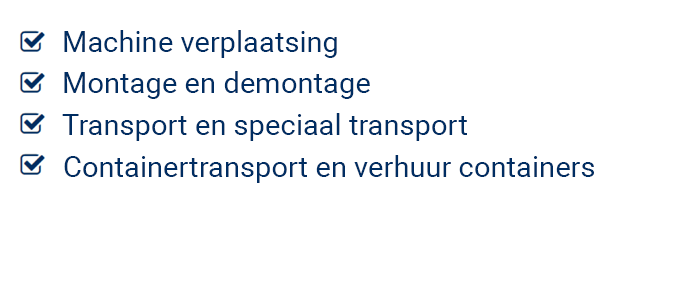 Machine verplaatsing
Montage en demontage
Transport en speciaal transport
Containertransport en verhuur containers